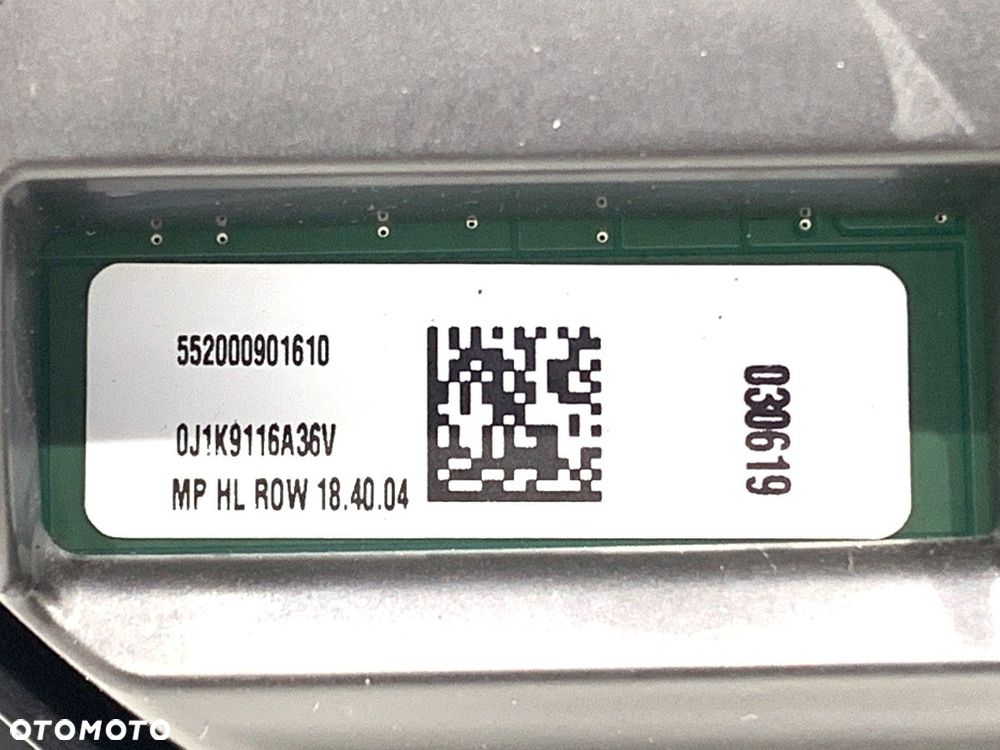 552000901610
0J1K9116A36V
MP HL ROW 18.40.04
030619
OTOMOTO